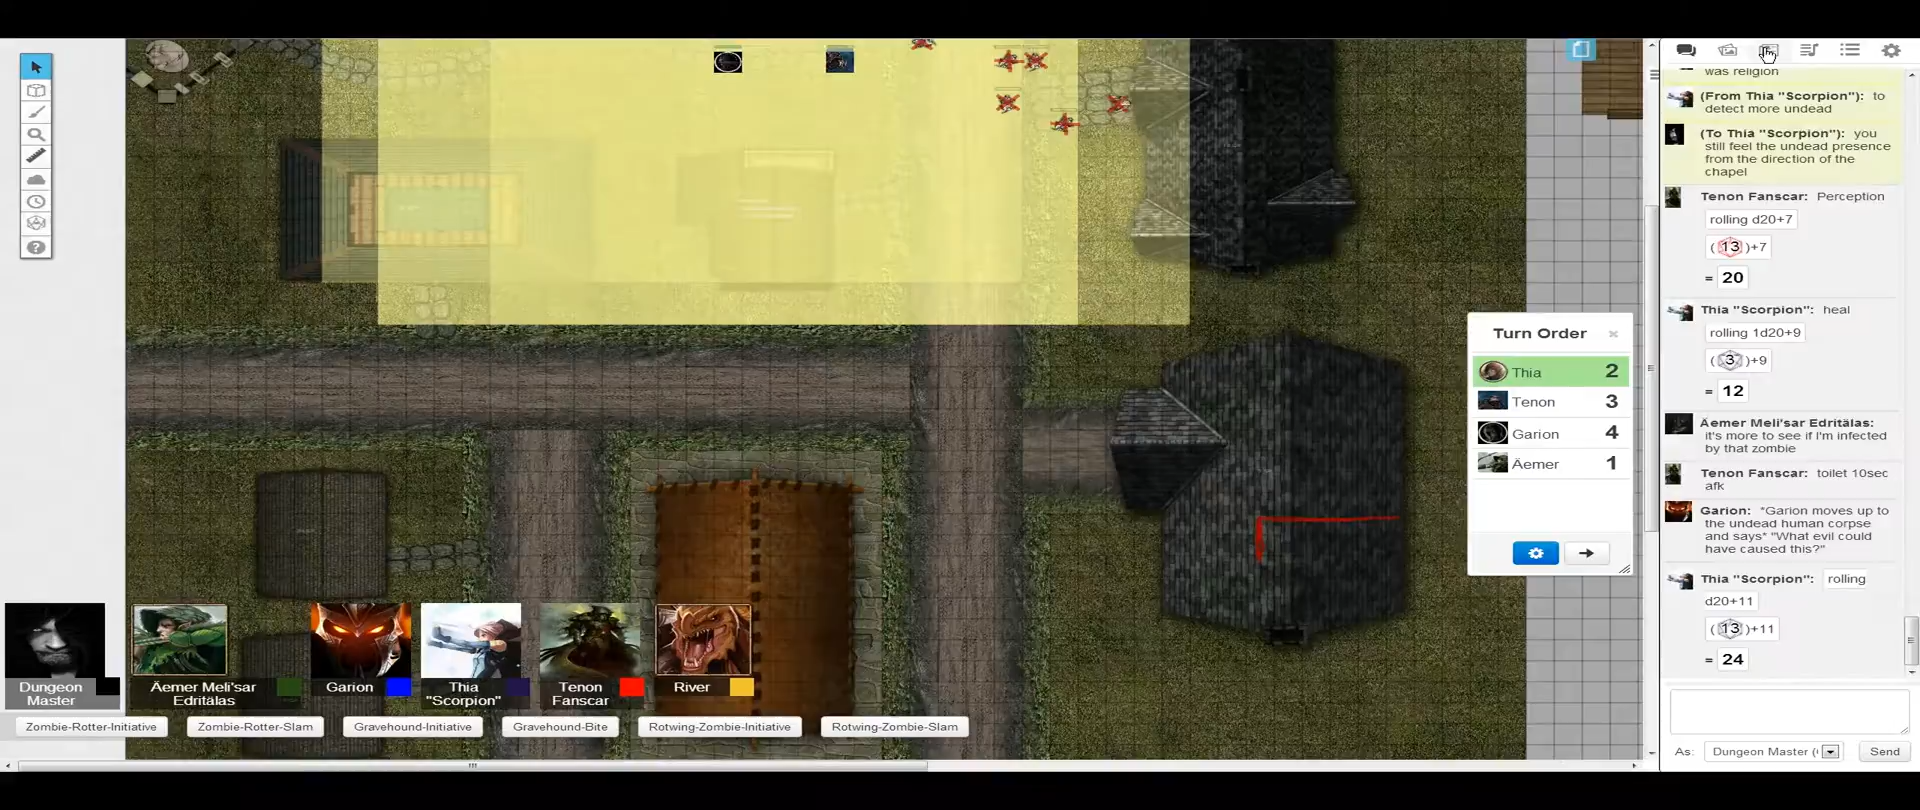 was religion
(From Thia "Scorpion"): to
detect more undead
(To Thia "Scorpion"): you
still feel the undead presence
from the direction of the
chapel
Tenon Fanscar: Perception
rolling d20+7
(13)+7
= 20
Thia "Scorpion": heal
rolling 1d20+9
(3)+9
= 12
Äemer Meli'sar Edritälas:
it's more to see if I'm infected
by that zombie
Tenon Fanscar: toilet 10sec
afk
Garion: *Garion moves up to
the undead human corpse
and says* "What evil could
have caused this?"
Thia "Scorpion": rolling
d20+11
(13)+11
= 24
As: Dungeon Master (
Send
Turn Order ×
Thia 2
Tenon 3
Garion 4
Äemer 1
Dungeon
Master
Äemer Meli'sar
Edritälas
Garion
Thia
"Scorpion"
Tenon
Fanscar
River
Zombie-Rotter-Initiative
Zombie-Rotter-Slam
Gravehound-Initiative
Gravehound-Bite
Rotwing-Zombie-Initiative
Rotwing-Zombie-Slam